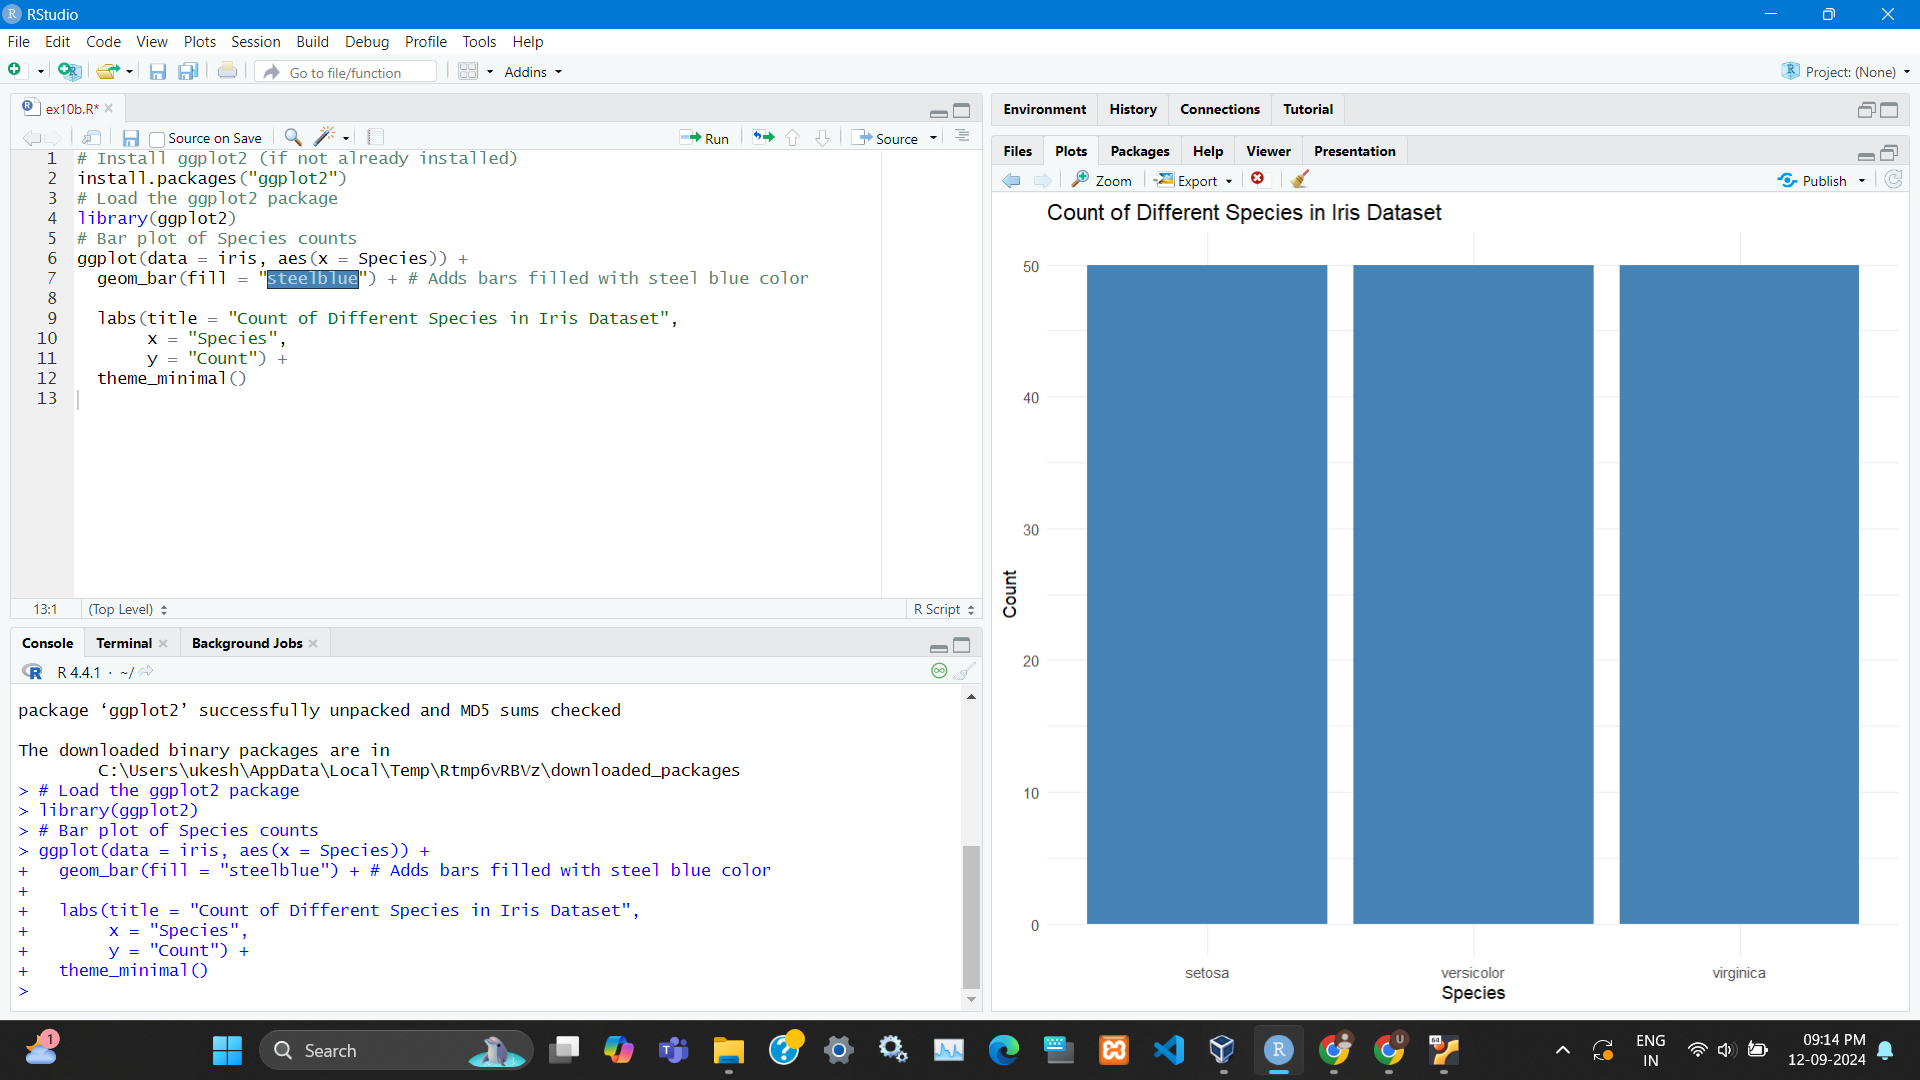 RStudio
File Edit Code View Plots Session Build Debug Profile Tools Help
Go to file/function Addins Project: (None)
ex10b.R*
Source on Save Run Source
1 # Install ggplot2 (if not already installed)
2 install.packages("ggplot2")
3 # Load the ggplot2 package
4 library(ggplot2)
5 # Bar plot of Species counts
6 ggplot(data = iris, aes(x = Species)) +
7 geom_bar(fill = "steelblue") + # Adds bars filled with steel blue color
8
9 labs(title = "Count of Different Species in Iris Dataset",
10 x = "Species",
11 y = "Count") +
12 theme_minimal()
13
13:1 (Top Level) R Script
Console Terminal Background Jobs
R 4.4.1 · ~/
package ‘ggplot2’ successfully unpacked and MD5 sums checked
The downloaded binary packages are in
C:\Users\ukesh\AppData\Local\Temp\Rtmp6vRBVz\downloaded_packages
> # Load the ggplot2 package
> library(ggplot2)
> # Bar plot of Species counts
> ggplot(data = iris, aes(x = Species)) +
+ geom_bar(fill = "steelblue") + # Adds bars filled with steel blue color
+
+ labs(title = "Count of Different Species in Iris Dataset",
+ x = "Species",
+ y = "Count") +
+ theme_minimal()
>
Environment History Connections Tutorial
Files Plots Packages Help Viewer Presentation
Zoom Export Publish
Count of Different Species in Iris Dataset
50
40
30
20
10
0
Count
setosa versicolor virginica
Species
1
Search
64
U
ENG
IN
09:14 PM
12-09-2024